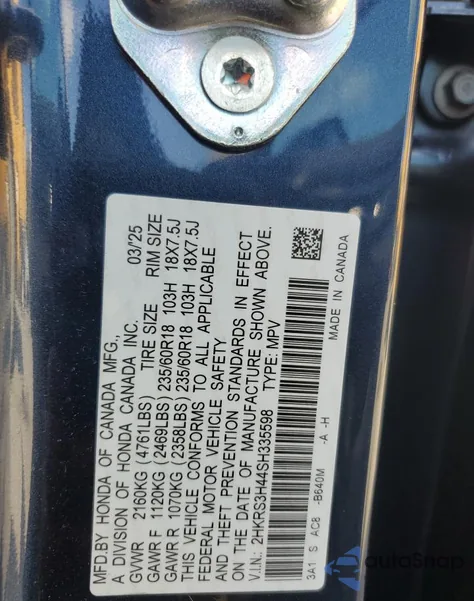 MFD.BY HONDA OF CANADA MFG.,
A DIVISION OF HONDA CANADA INC. 03/25
GVWR 2160KG (4761LBS) TIRE SIZE RIM SIZE
GAWR F 1120KG (2469LBS) 235/60R18 103H 18X7.5J
GAWR R 1070KG (2358LBS) 235/60R18 103H 18X7.5J
THIS VEHICLE CONFORMS TO ALL APPLICABLE
FEDERAL MOTOR VEHICLE SAFETY
AND THEFT PREVENTION STANDARDS IN EFFECT
ON THE DATE OF MANUFACTURE SHOWN ABOVE.
V.I.N.: 2HKRS3H44SH335598 TYPE: MPV
3A1 S AC8 -B640M -A -H MADE IN CANADA
autoSnap